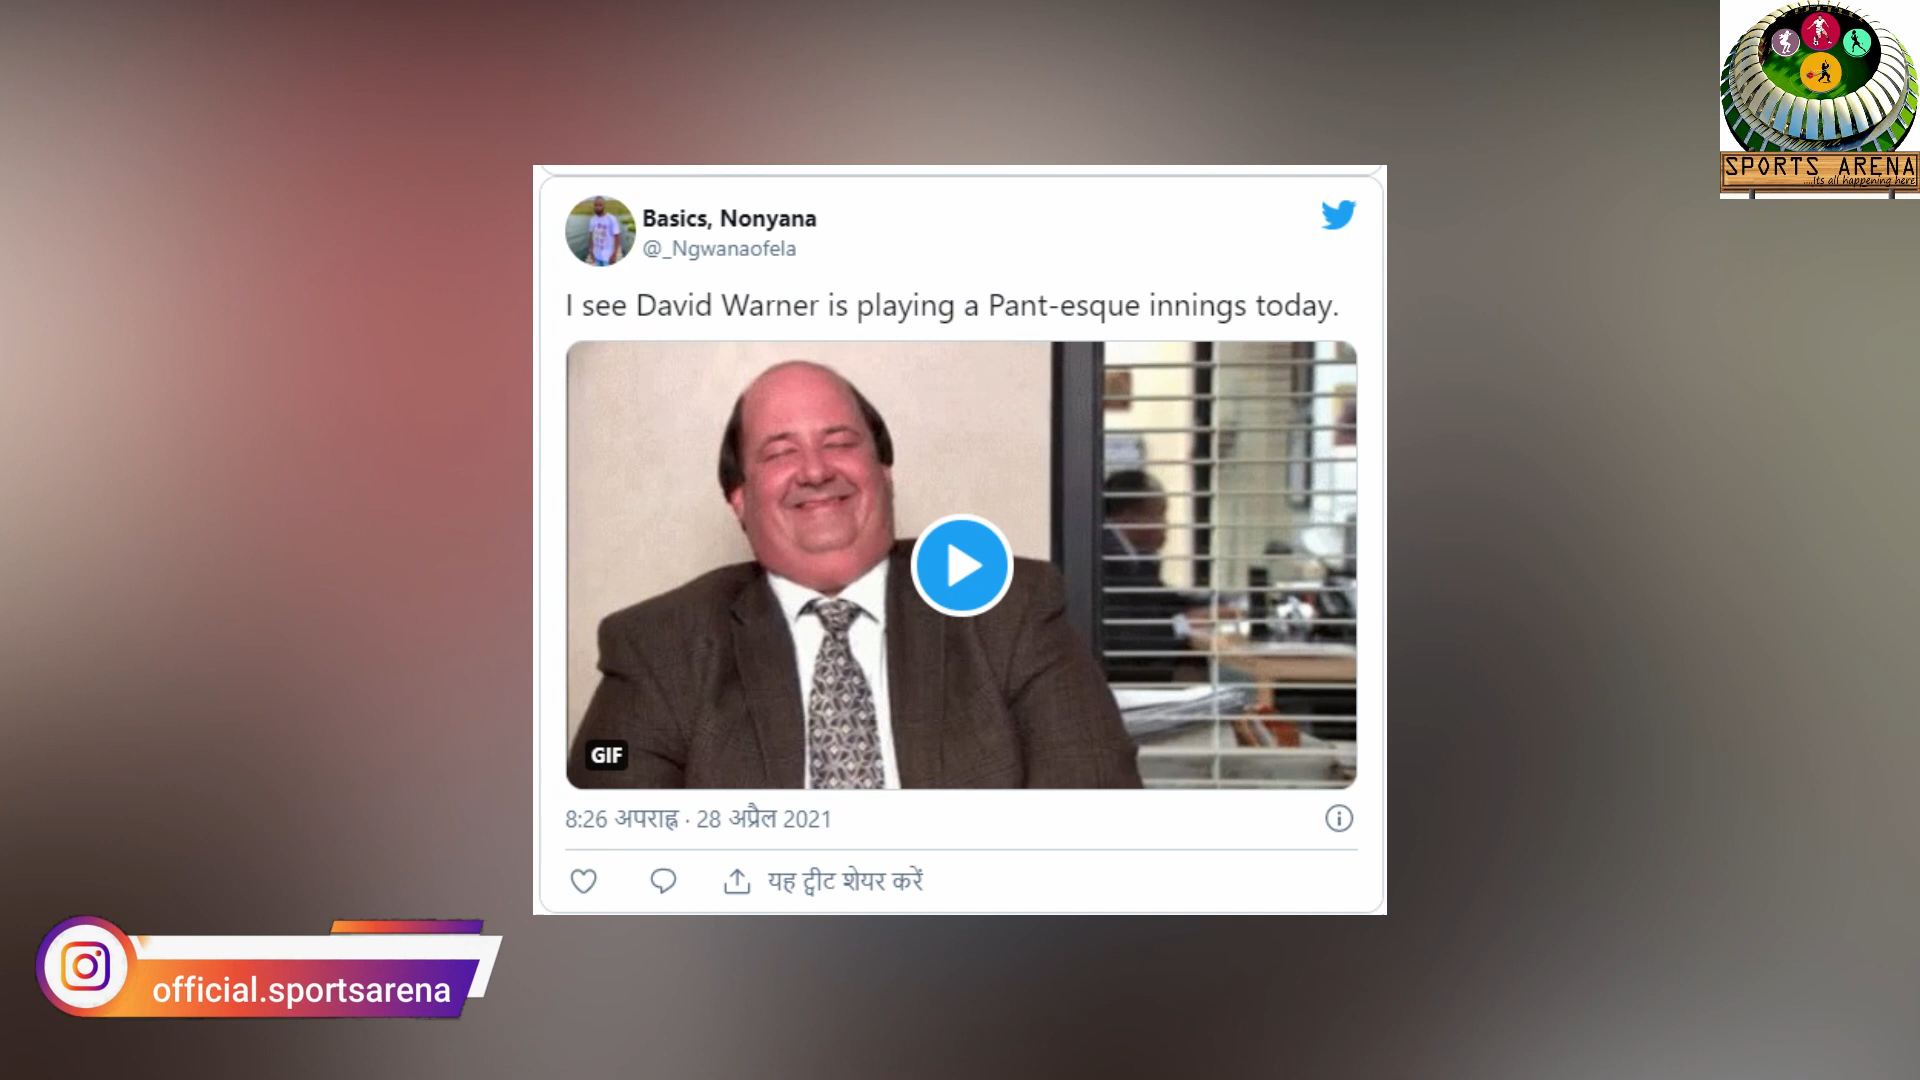 SPORTS ARENA
...Its all happening here
Basics, Nonyana
@_Ngwanaofela
I see David Warner is playing a Pant-esque innings today.
GIF
8:26 अपराह्न · 28 अप्रैल 2021
यह ट्वीट शेयर करें
official.sportsarena